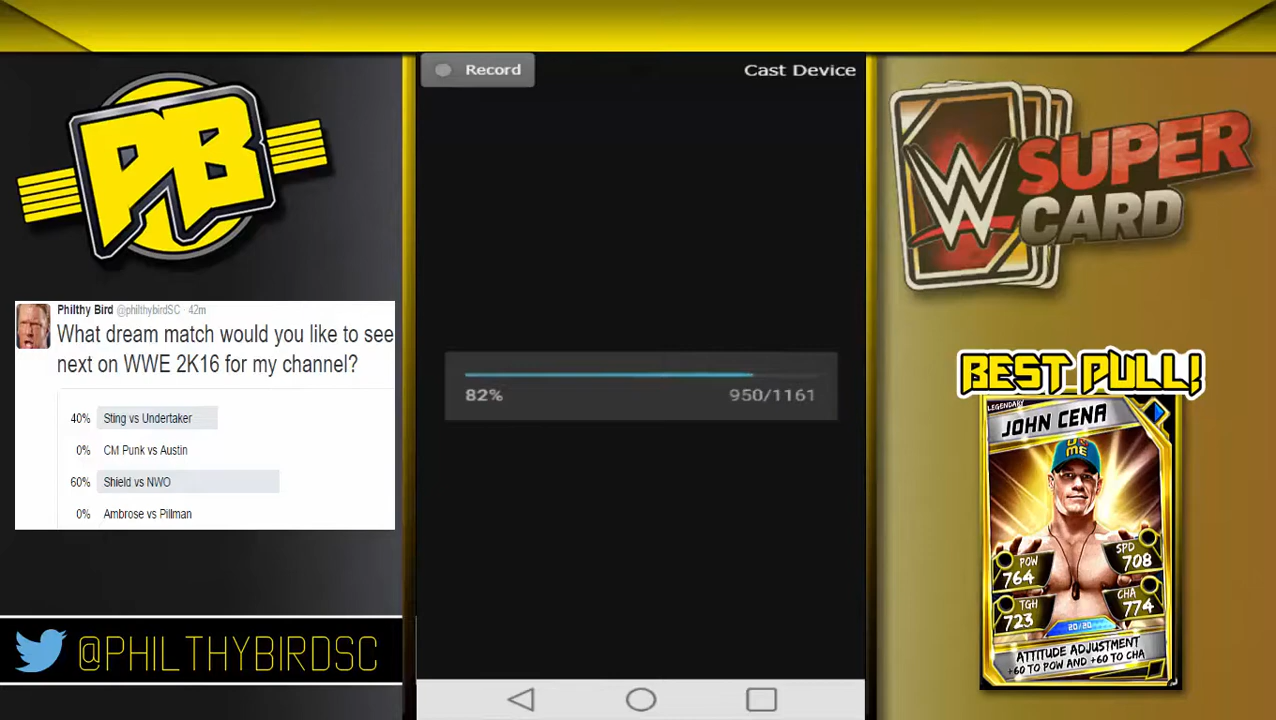 Record
Cast Device
PB
W
SUPER
CARD
Philthy Bird @philthybirdSC · 42m
What dream match would you like to see
next on WWE 2K16 for my channel?
40% Sting vs Undertaker
0% CM Punk vs Austin
60% Shield vs NWO
0% Ambrose vs Pillman
82% 950/1161
BEST PULL!
LEGENDARY
JOHN CENA
POW
764
SPD
708
TGH
723
CHA
774
20/20
ATTITUDE ADJUSTMENT
+60 TO POW AND +60 TO CHA
@PHILTHYBIRDSC